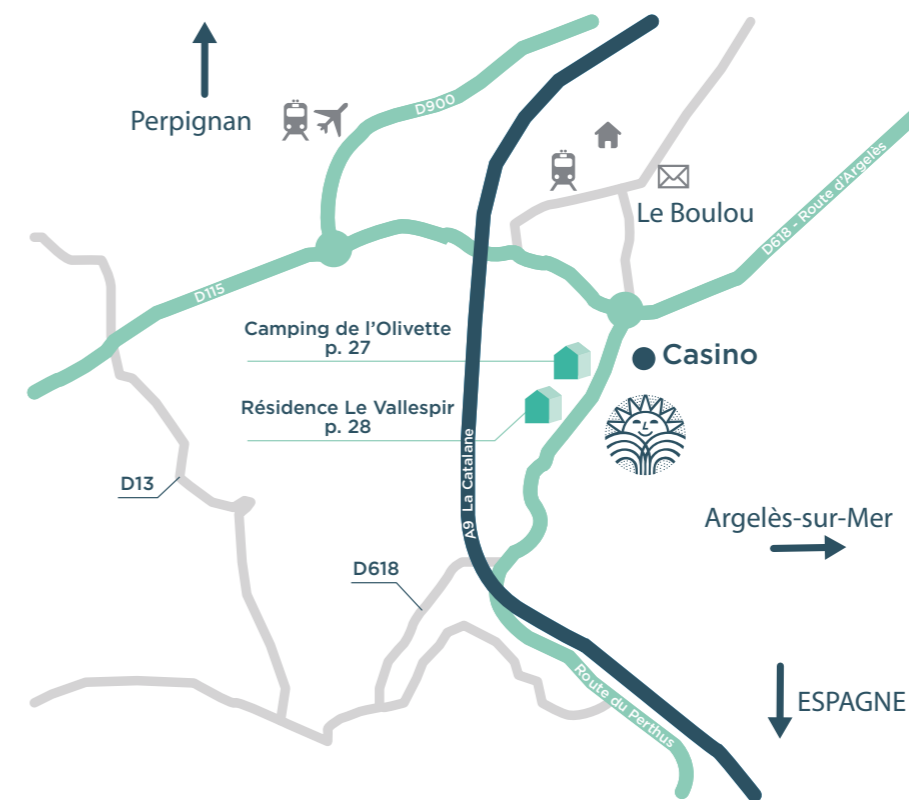 D900
Perpignan
Le Boulou
D618 - Route d'Argelès
D115
Camping de l'Olivette
p. 27
Casino
Résidence Le Vallespir
p. 28
A9 La Catalane
D13
Argelès-sur-Mer
D618
Route du Perthus
ESPAGNE